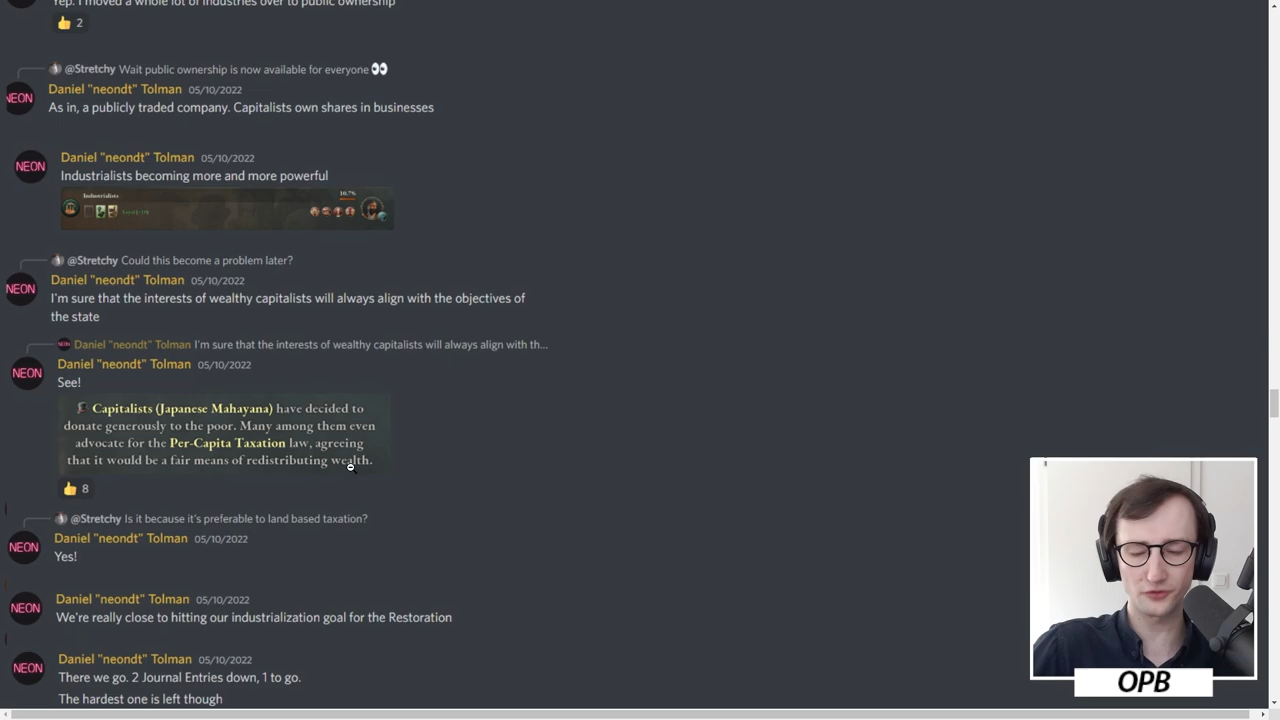 Yep. I moved a whole lot of industries over to public ownership
2
@Stretchy Wait public ownership is now available for everyone
NEON
Daniel "neondt" Tolman 05/10/2022
As in, a publicly traded company. Capitalists own shares in businesses
NEON
Daniel "neondt" Tolman 05/10/2022
Industrialists becoming more and more powerful
Industrialists
10.7%
@Stretchy Could this become a problem later?
NEON
Daniel "neondt" Tolman 05/10/2022
I'm sure that the interests of wealthy capitalists will always align with the objectives of
the state
Daniel "neondt" Tolman I'm sure that the interests of wealthy capitalists will always align with th...
NEON
Daniel "neondt" Tolman 05/10/2022
See!
Capitalists (Japanese Mahayana) have decided to
donate generously to the poor. Many among them even
advocate for the Per-Capita Taxation law, agreeing
that it would be a fair means of redistributing wealth.
8
@Stretchy Is it because it's preferable to land based taxation?
NEON
Daniel "neondt" Tolman 05/10/2022
Yes!
NEON
Daniel "neondt" Tolman 05/10/2022
We're really close to hitting our industrialization goal for the Restoration
NEON
Daniel "neondt" Tolman 05/10/2022
There we go. 2 Journal Entries down, 1 to go.
The hardest one is left though
OPB